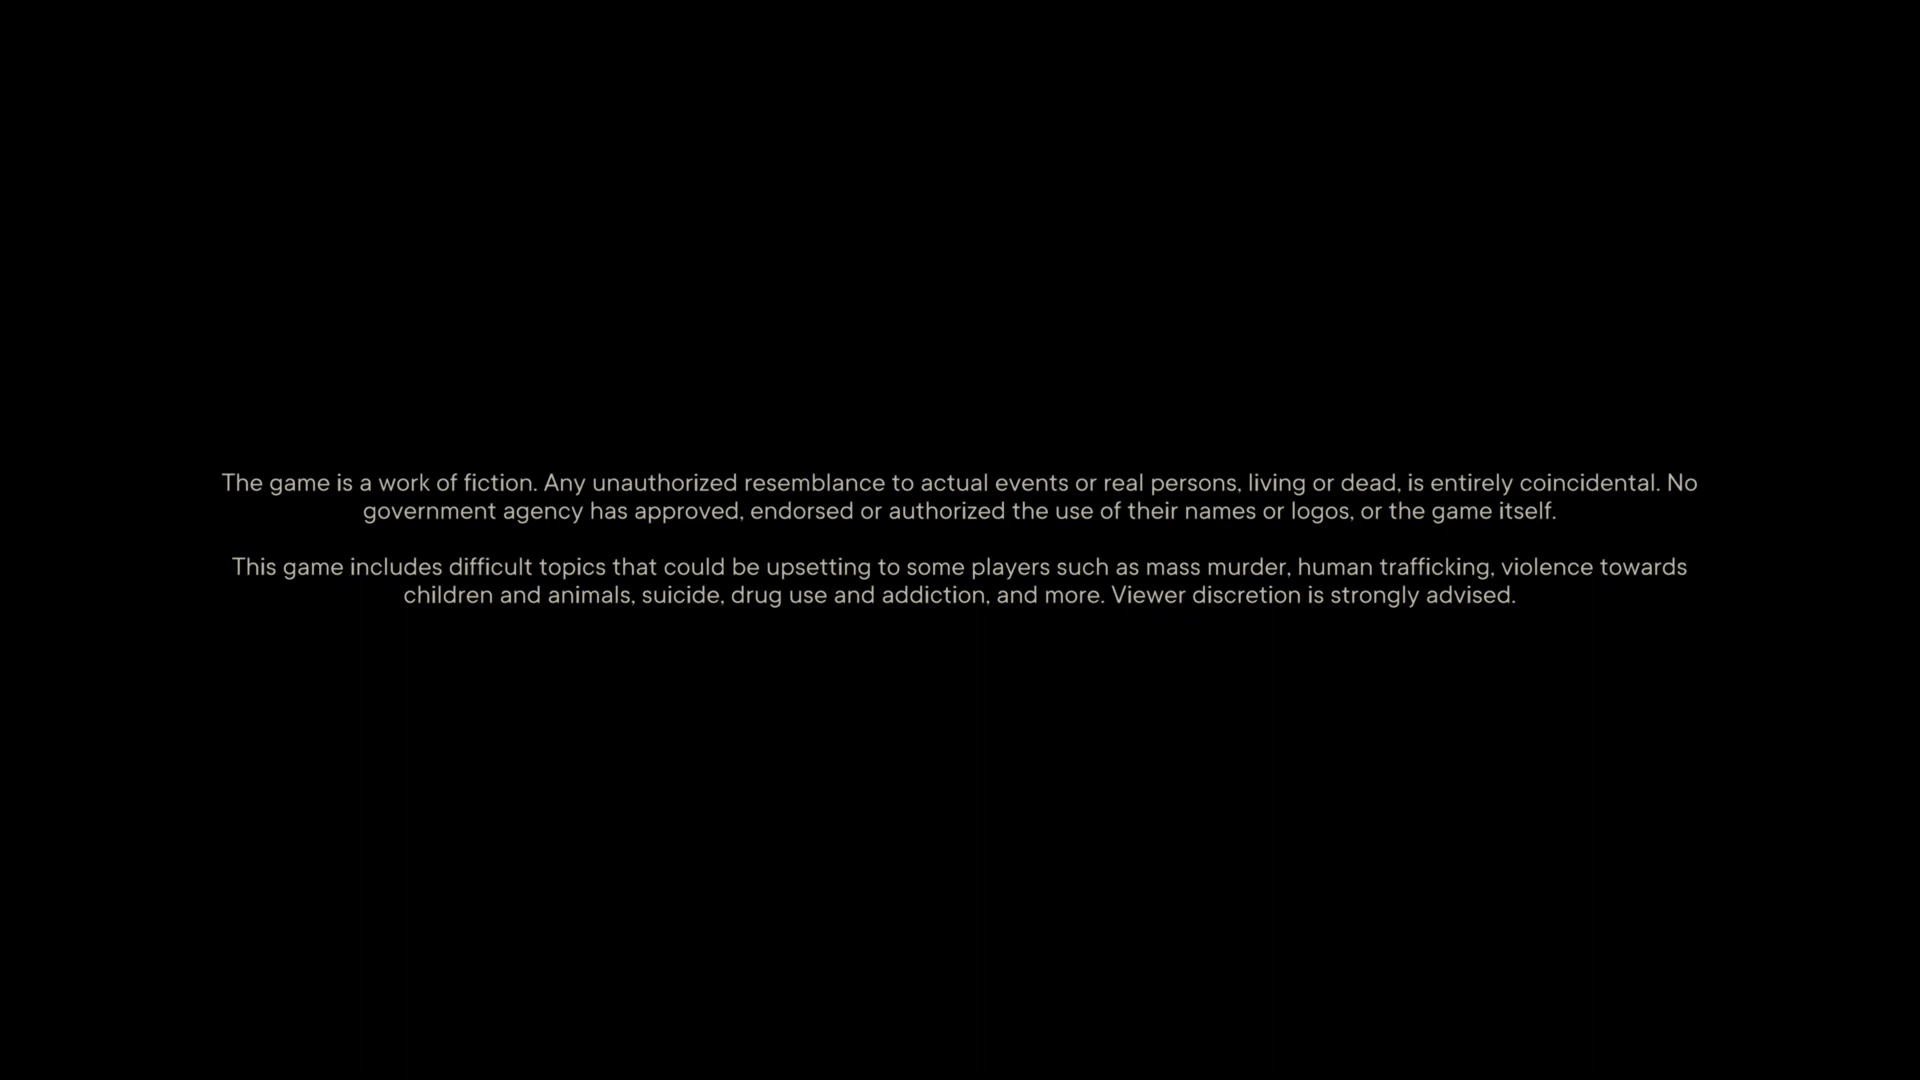 The game is a work of fiction. Any unauthorized resemblance to actual events or real persons, living or dead, is entirely coincidental. No
government agency has approved, endorsed or authorized the use of their names or logos, or the game itself.
This game includes difficult topics that could be upsetting to some players such as mass murder, human trafficking, violence towards
children and animals, suicide, drug use and addiction, and more. Viewer discretion is strongly advised.